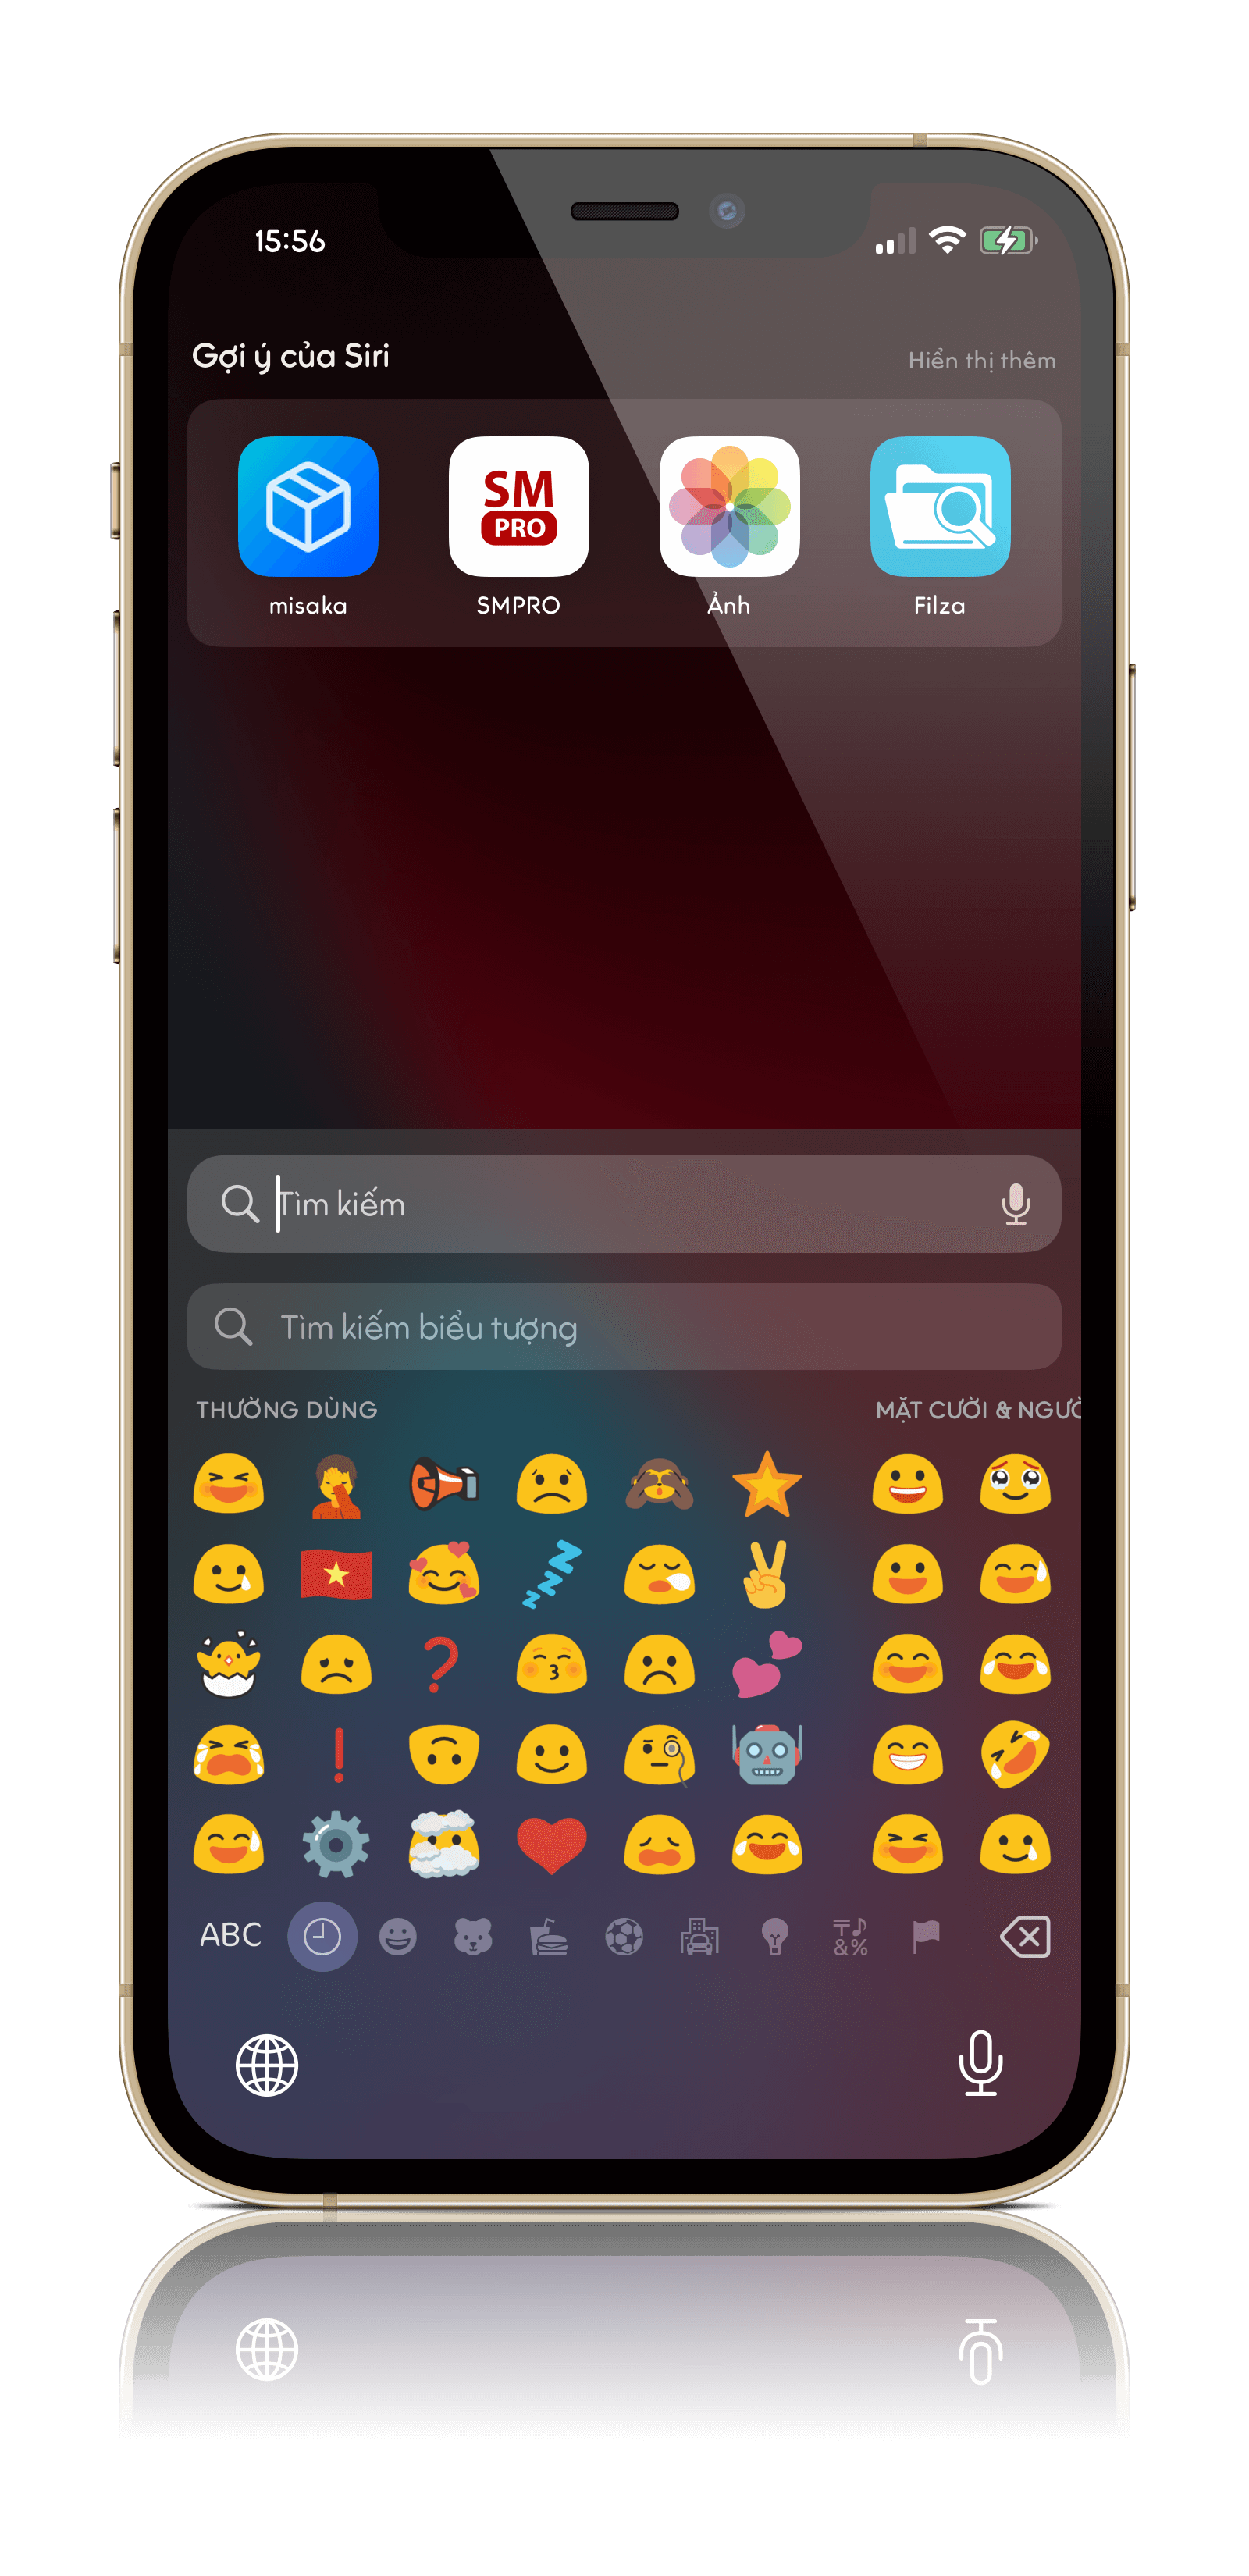 15:56
Gợi ý của Siri
Hiển thị thêm
SM
PRO
misaka
SMPRO
Ảnh
Filza
Tìm kiếm
Tìm kiếm biểu tượng
THƯỜNG DÙNG
MẶT CƯỜI & NGƯỜ
ABC
&%